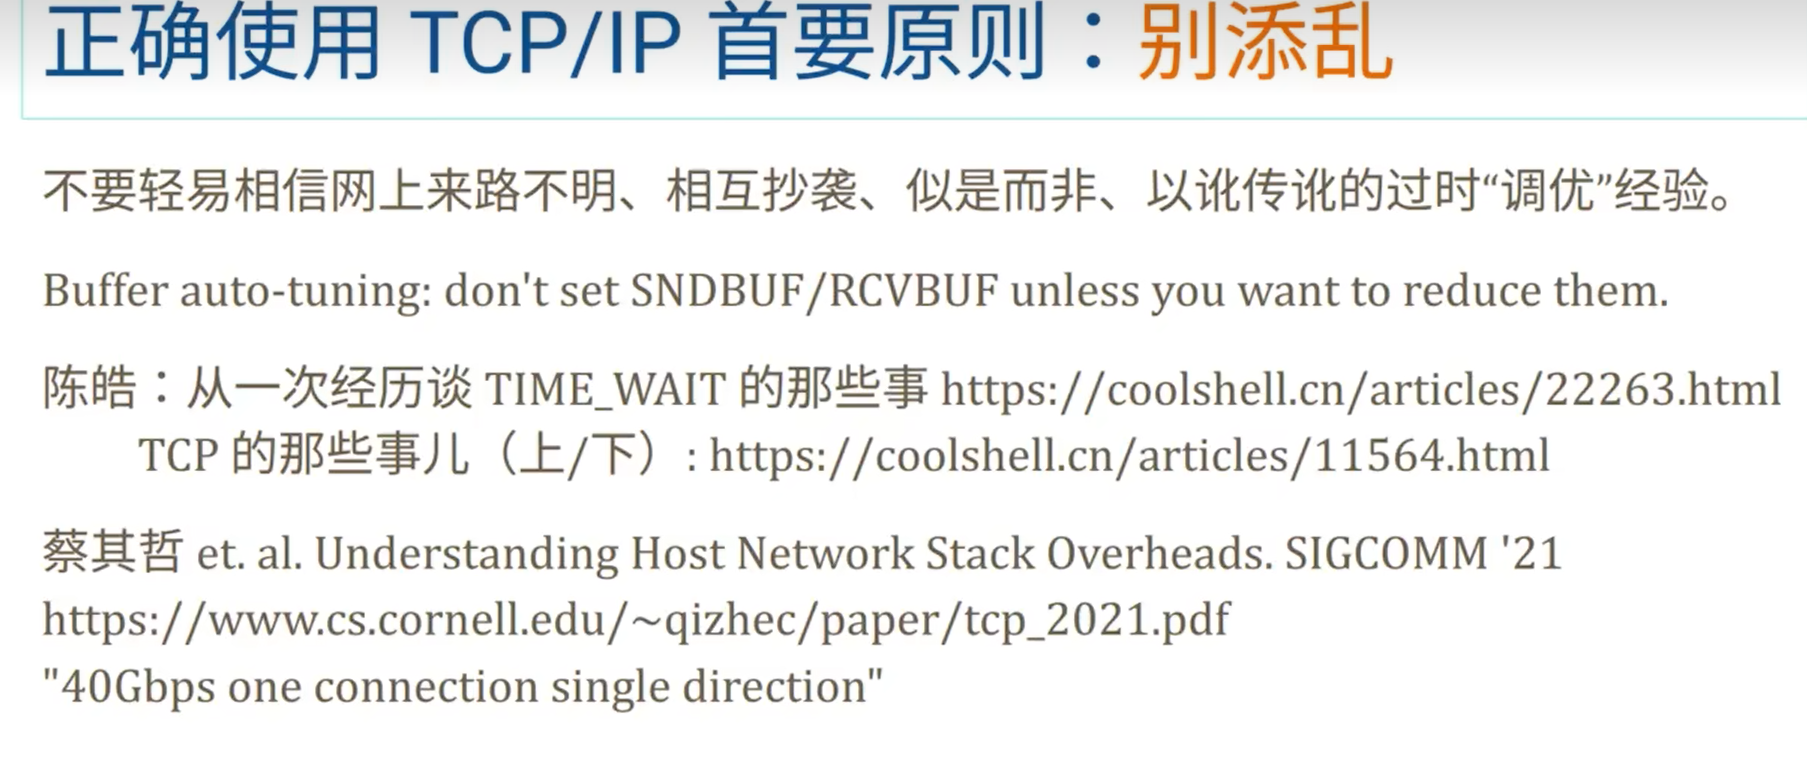 正确使用 TCP/IP 首要原则：别添乱
不要轻易相信网上来路不明、相互抄袭、似是而非、以讹传讹的过时“调优”经验。
Buffer auto-tuning: don't set SNDBUF/RCVBUF unless you want to reduce them.
陈皓：从一次经历谈 TIME_WAIT 的那些事 https://coolshell.cn/articles/22263.html
TCP 的那些事儿（上/下）: https://coolshell.cn/articles/11564.html
蔡其哲 et. al. Understanding Host Network Stack Overheads. SIGCOMM '21
https://www.cs.cornell.edu/~qizhec/paper/tcp_2021.pdf
"40Gbps one connection single direction"